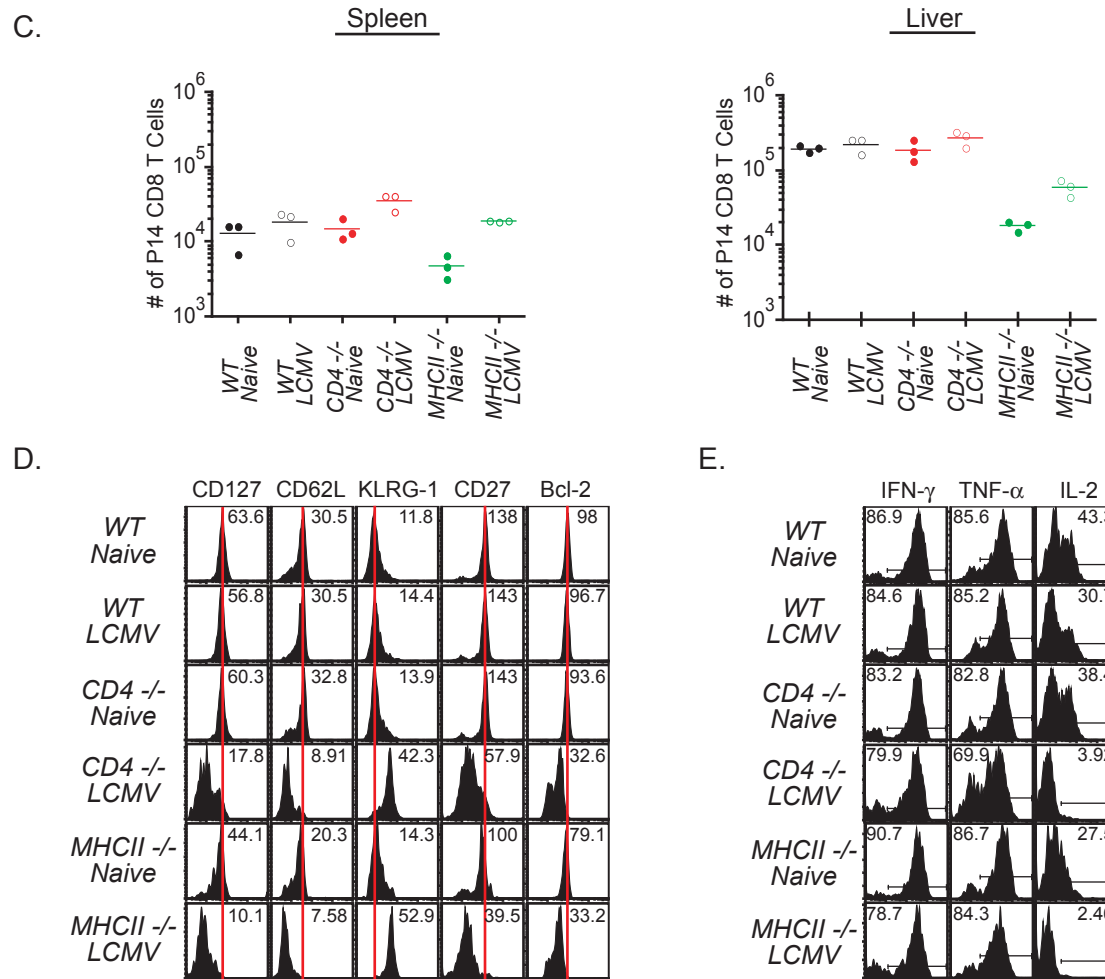 C.
Spleen
# of P14 CD8 T Cells
10^6
10^5
10^4
10^3
WT Naive
WT LCMV
CD4 -/- Naive
CD4 -/- LCMV
MHCII -/- Naive
MHCII -/- LCMV
Liver
# of P14 CD8 T Cells
10^6
10^5
10^4
10^3
WT Naive
WT LCMV
CD4 -/- Naive
CD4 -/- LCMV
MHCII -/- Naive
MHCII -/- LCMV
D.
CD127 CD62L KLRG-1 CD27 Bcl-2
WT Naive 63.6 30.5 11.8 138 98
WT LCMV 56.8 30.5 14.4 143 96.7
CD4 -/- Naive 60.3 32.8 13.9 143 93.6
CD4 -/- LCMV 17.8 8.91 42.3 57.9 32.6
MHCII -/- Naive 44.1 20.3 14.3 100 79.1
MHCII -/- LCMV 10.1 7.58 52.9 39.5 33.2
E.
IFN-γ TNF-α IL-2
WT Naive 86.9 85.6
WT LCMV 84.6 85.2
CD4 -/- Naive 83.2 82.8
CD4 -/- LCMV 79.9 69.9
MHCII -/- Naive 90.7 86.7
MHCII -/- LCMV 78.7 84.3